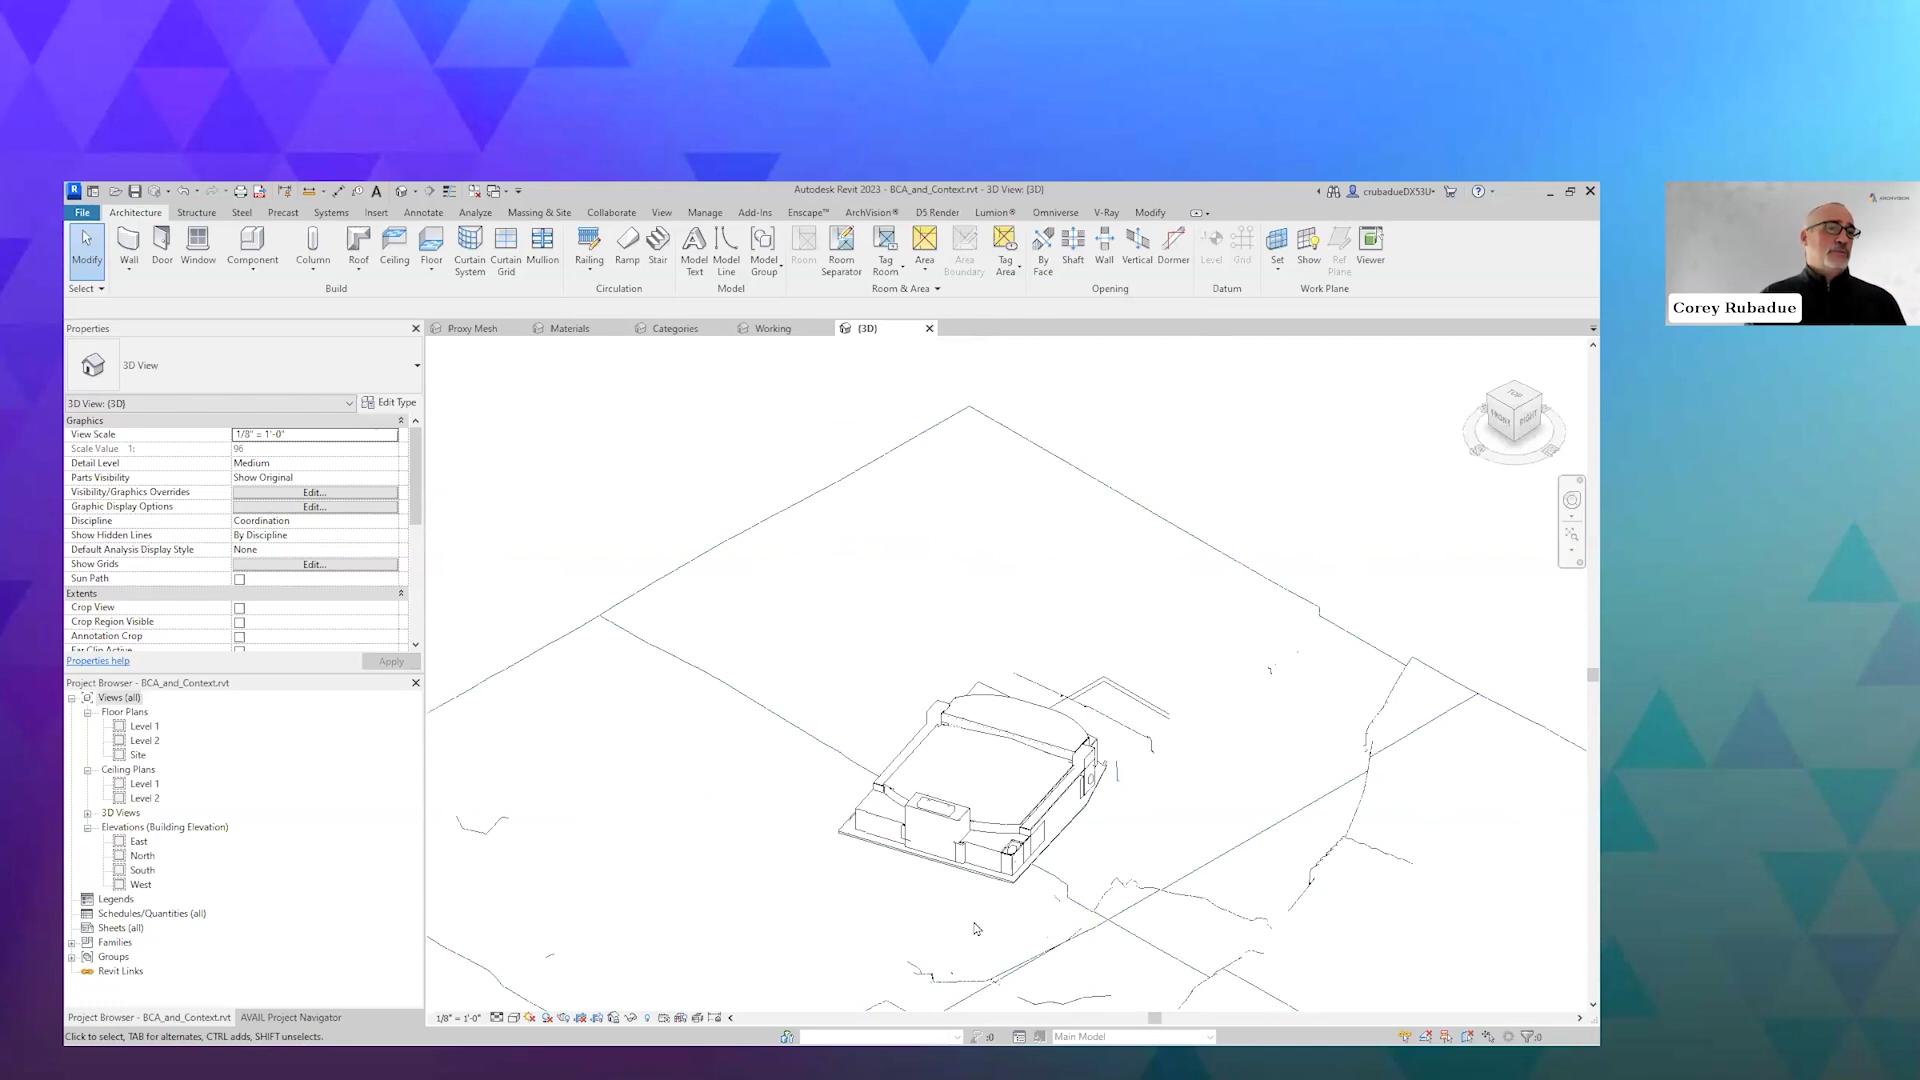 Autodesk Revit 2023 - BCA_and_Context.rvt - 3D View: {3D}
crubadueDX53U
File Architecture Structure Steel Precast Systems Insert Annotate Analyze Massing & Site Collaborate View Manage Add-Ins Enscape™ ArchVision® D5 Render Lumion® Omniverse V-Ray Modify
Modify Wall Door Window Component Column Roof Ceiling Floor Curtain System Curtain Grid Mullion Railing Ramp Stair Model Text Model Line Model Group Room Room Separator Tag Room Area Area Boundary Tag Area By Face Shaft Wall Vertical Dormer Level Grid Set Show Ref Plane Viewer
Select Build Circulation Model Room & Area Opening Datum Work Plane
ARCHVISION
Corey Rubadue
Properties
Proxy Mesh Materials Categories Working {3D}
3D View
3D View: {3D} Edit Type
Graphics
View Scale 1/8" = 1'-0"
Scale Value 1: 96
Detail Level Medium
Parts Visibility Show Original
Visibility/Graphics Overrides Edit...
Graphic Display Options Edit...
Discipline Coordination
Show Hidden Lines By Discipline
Default Analysis Display Style None
Show Grids Edit...
Sun Path
Extents
Crop View
Crop Region Visible
Annotation Crop
Far Clip Active
Properties help Apply
TOP
FRONT RIGHT
Project Browser - BCA_and_Context.rvt
Views (all)
Floor Plans
Level 1
Level 2
Site
Ceiling Plans
Level 1
Level 2
3D Views
Elevations (Building Elevation)
East
North
South
West
Legends
Schedules/Quantities (all)
Sheets (all)
Families
Groups
Revit Links
Project Browser - BCA_and_Context.rvt AVAIL Project Navigator
1/8" = 1'-0"
Click to select, TAB for alternates, CTRL adds, SHIFT unselects.
:0
Main Model
:0